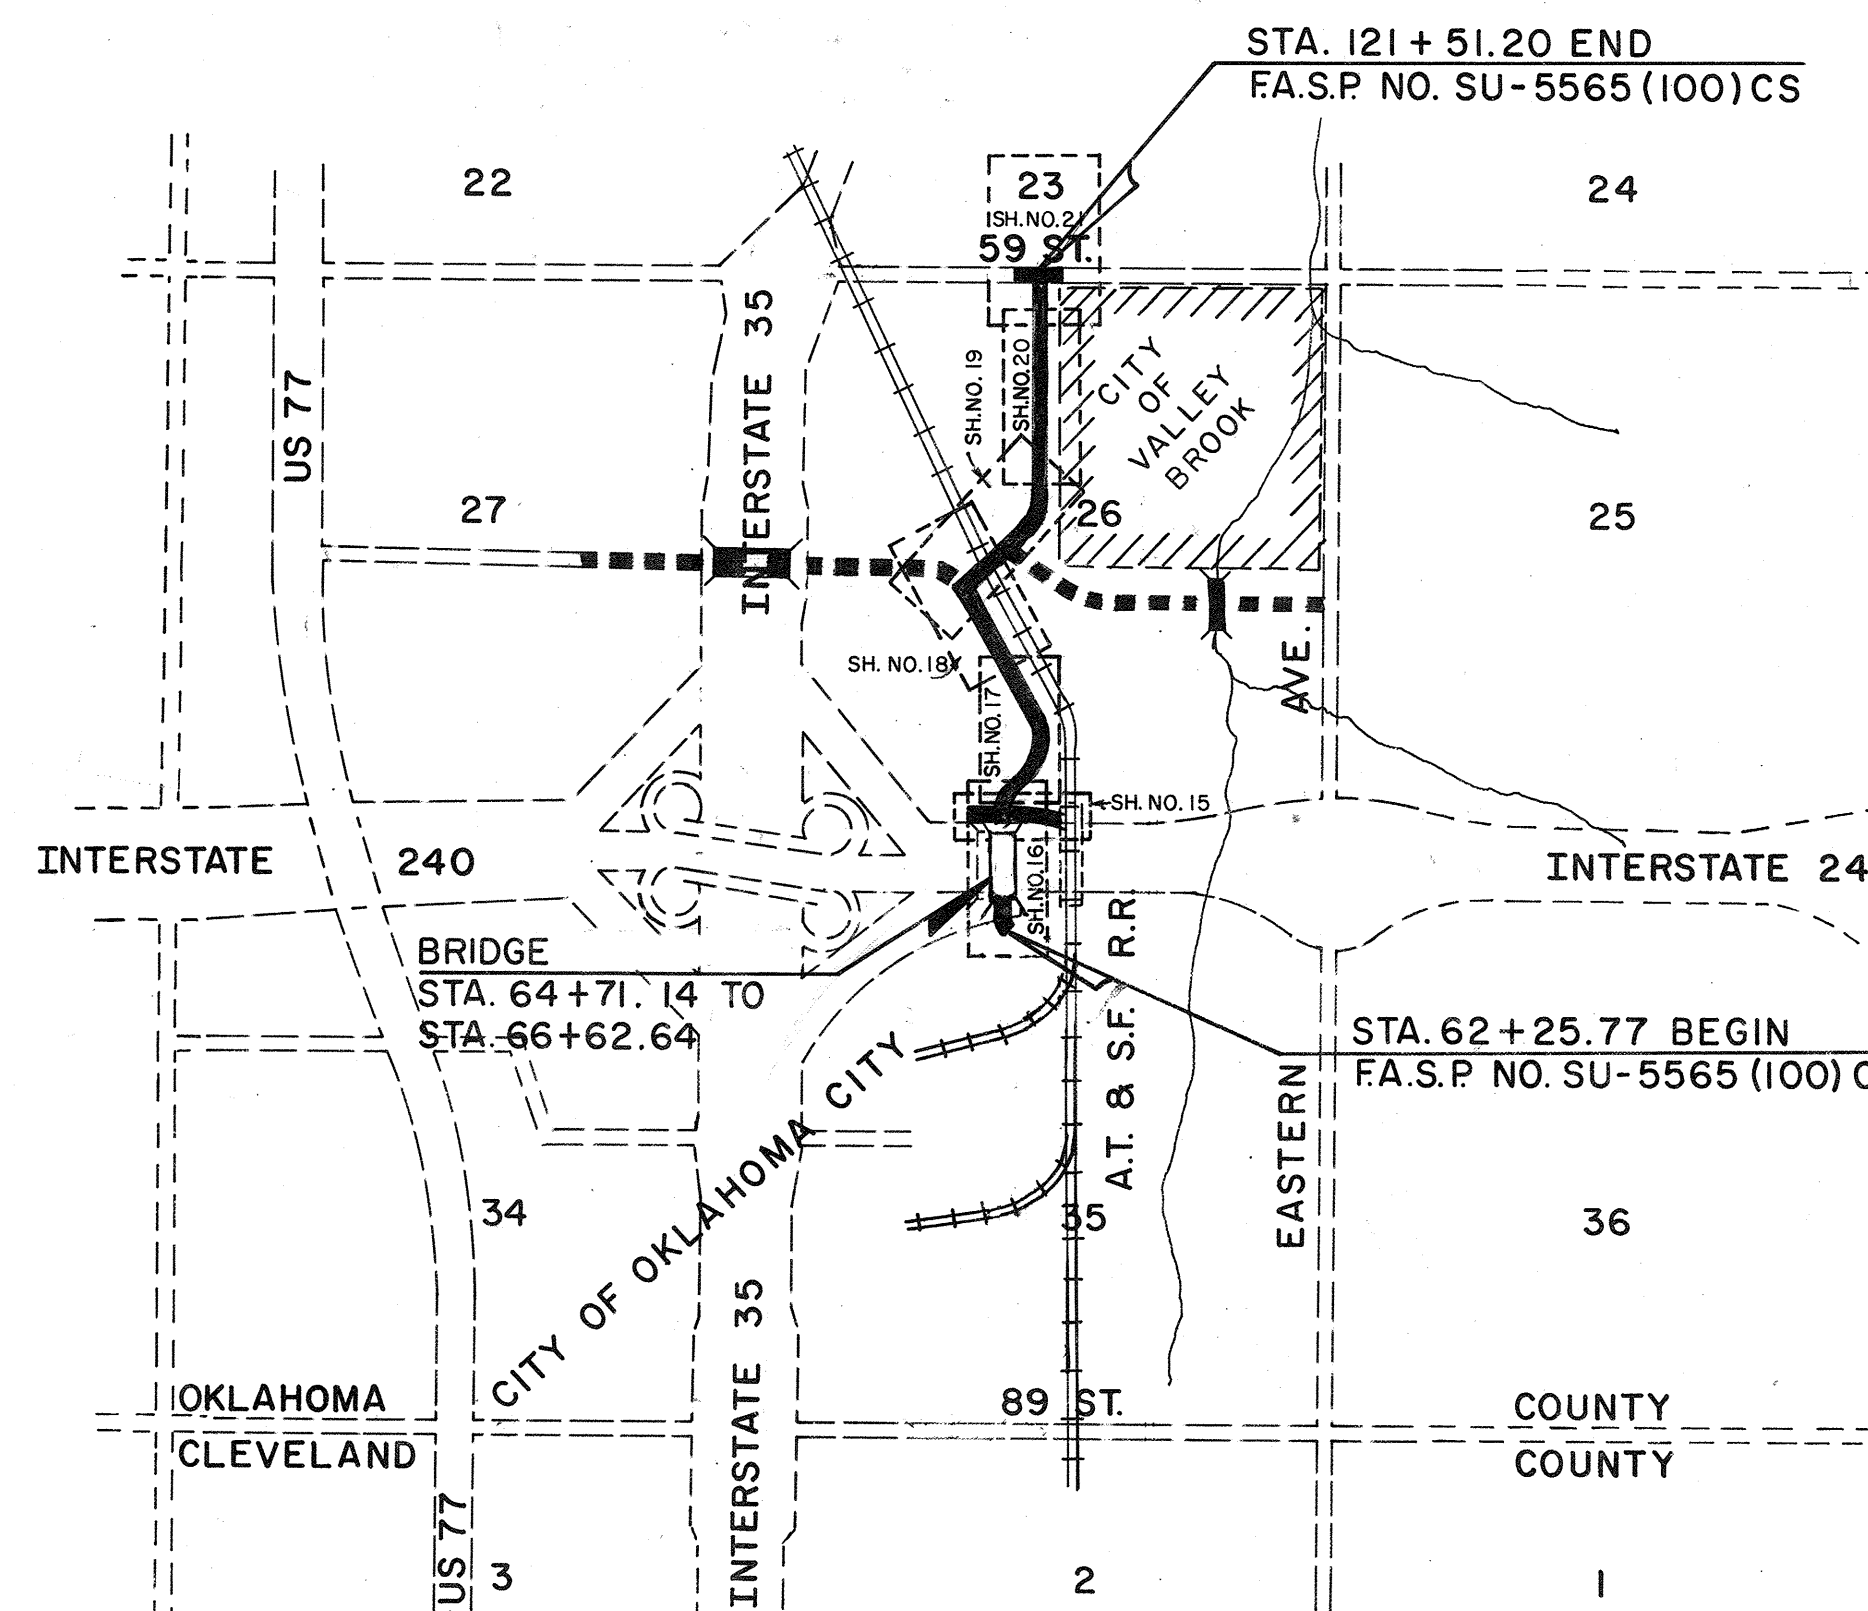 STA. 121 + 51.20 END
F.A.S.P. NO. SU-5565 (100) CS
22
23
24
SH. NO. 21
59 ST.
INTERSTATE 35
US 77
SH. NO. 19
SH. NO. 20
CITY
OF
VALLEY
BROOK
27
26
25
SH. NO. 18
SH. NO. 17
AVE.
SH. NO. 15
INTERSTATE 240
INTERSTATE 24
SH. NO. 16
BRIDGE
STA. 64+71.14 TO
STA. 66+62.64
A.T. & S.F. R.R.
STA. 62+25.77 BEGIN
F.A.S.P. NO. SU-5565 (100) C
EASTERN
CITY OF OKLAHOMA CITY
34
35
36
INTERSTATE 35
OKLAHOMA
89 ST.
COUNTY
CLEVELAND
COUNTY
US 77
3
2
1